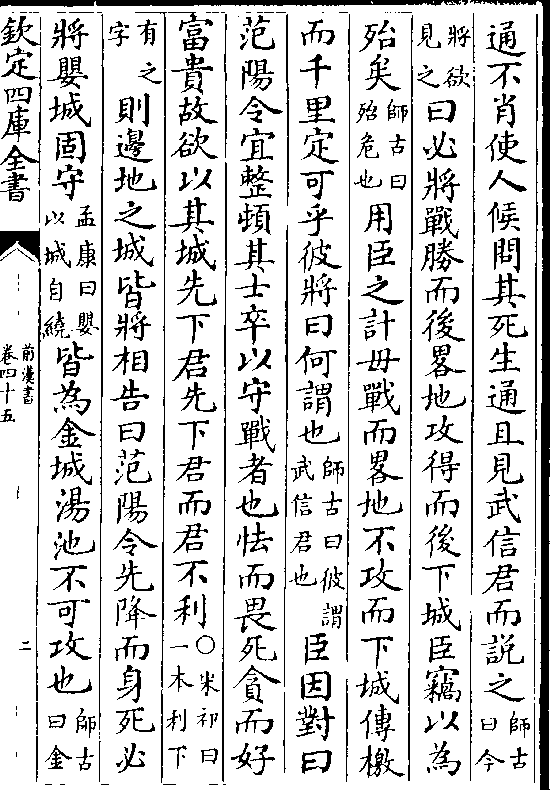 通不肖使人候問其死生通且見武信君而說之師古曰今
將欲見之曰必將戰勝而後畧地攻得而後下城臣竊以為
殆矣師古曰殆危也用臣之計毋戰而畧地不攻而下城傳檄
而千里定可乎彼將曰何謂也師古曰彼謂武信君也臣因對曰
范陽令宜整頓其士卒以守戰者也怯而畏死貪而好
富貴故欲以其城先下君先下君而君不利○宋祁曰一本利下
有之字則邊地之城皆將相告曰范陽令先降而身死必
將嬰城固守孟康曰嬰以城自繞皆為金城湯池不可攻也師古曰金
欽定四庫全書
前漢書
卷四十五
二